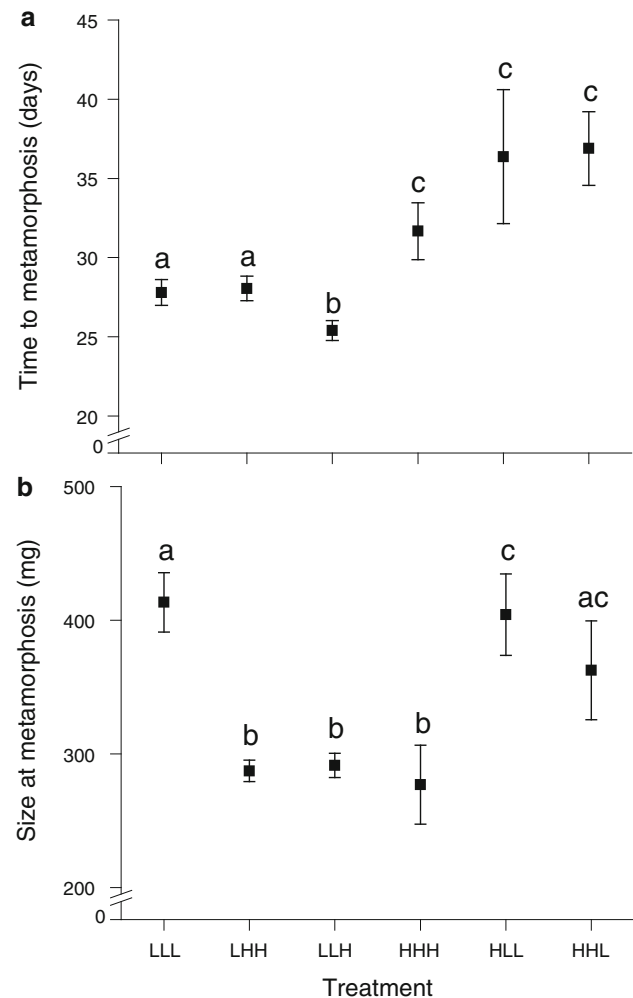 a
45
40
35
30
25
20
0
Time to metamorphosis (days)
a
a
b
c
c
c
b
500
400
300
200
0
Size at metamorphosis (mg)
a
b
b
b
c
ac
LLL LHH LLH HHH HLL HHL
Treatment